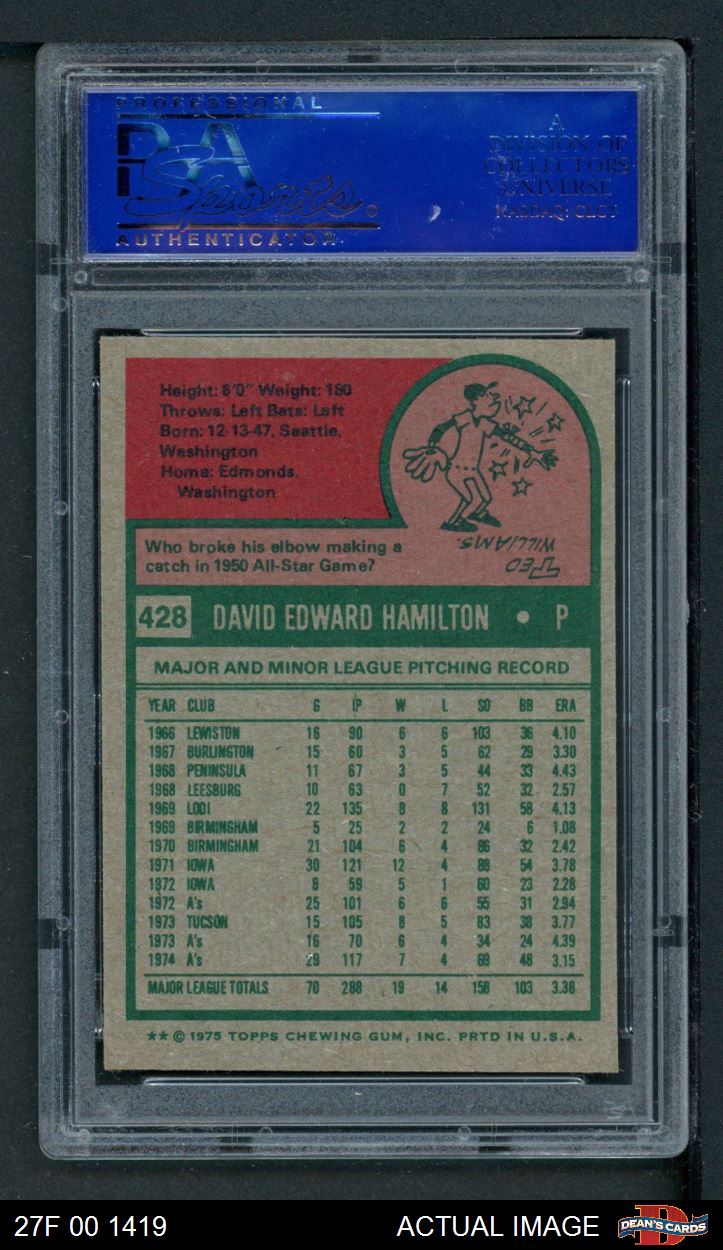 PROFESSIONAL
PSA
Sports
AUTHENTICATOR
A
DIVISION OF
COLLECTORS
UNIVERSE
NASDAQ: CLCT
Height: 6'0" Weight: 180
Throws: Left Bats: Left
Born: 12-13-47, Seattle,
Washington
Home: Edmonds,
Washington
TED
WILLIAMS.
Who broke his elbow making a
catch in 1950 All-Star Game?
428 DAVID EDWARD HAMILTON • P
MAJOR AND MINOR LEAGUE PITCHING RECORD
YEAR CLUB G IP W L SO BB ERA
1966 LEWISTON 16 90 6 6 103 36 4.10
1967 BURLINGTON 15 60 3 5 62 29 3.30
1968 PENINSULA 11 67 3 5 44 33 4.43
1968 LEESBURG 10 63 0 7 52 32 2.57
1969 LODI 22 135 8 8 131 58 4.13
1969 BIRMINGHAM 5 25 2 2 24 6 1.08
1970 BIRMINGHAM 21 104 6 4 86 32 2.42
1971 IOWA 30 121 12 4 88 54 3.78
1972 IOWA 8 59 5 1 60 23 2.28
1972 A's 25 101 6 6 55 31 2.94
1973 TUCSON 15 105 8 5 83 38 3.77
1973 A's 16 70 6 4 34 24 4.39
1974 A's 29 117 7 4 69 48 3.15
MAJOR LEAGUE TOTALS 70 288 19 14 158 103 3.38
** © 1975 TOPPS CHEWING GUM, INC. PRTD IN U.S.A.
27F 00 1419 ACTUAL IMAGE
DEAN'S CARDS